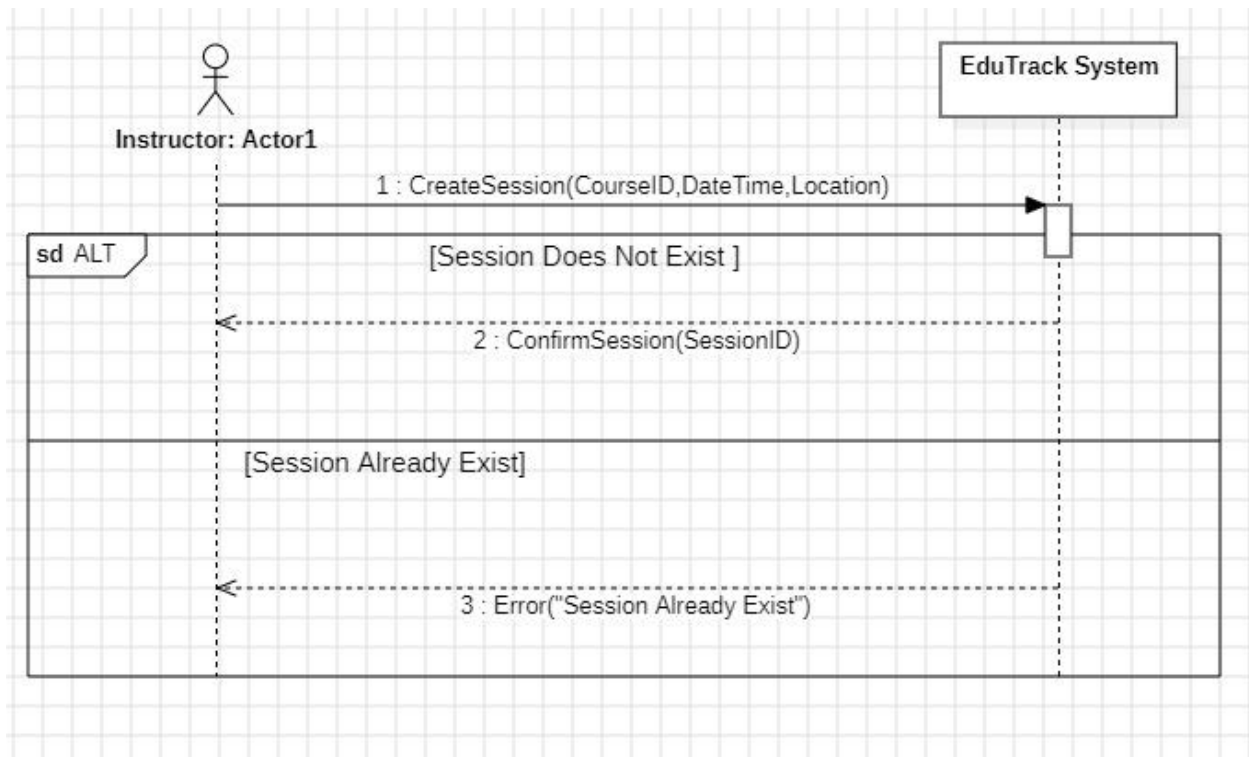 EduTrack System
Instructor: Actor1
1 : CreateSession(CourseID,DateTime,Location)
sd ALT
[Session Does Not Exist ]
2 : ConfirmSession(SessionID)
[Session Already Exist]
3 : Error("Session Already Exist")